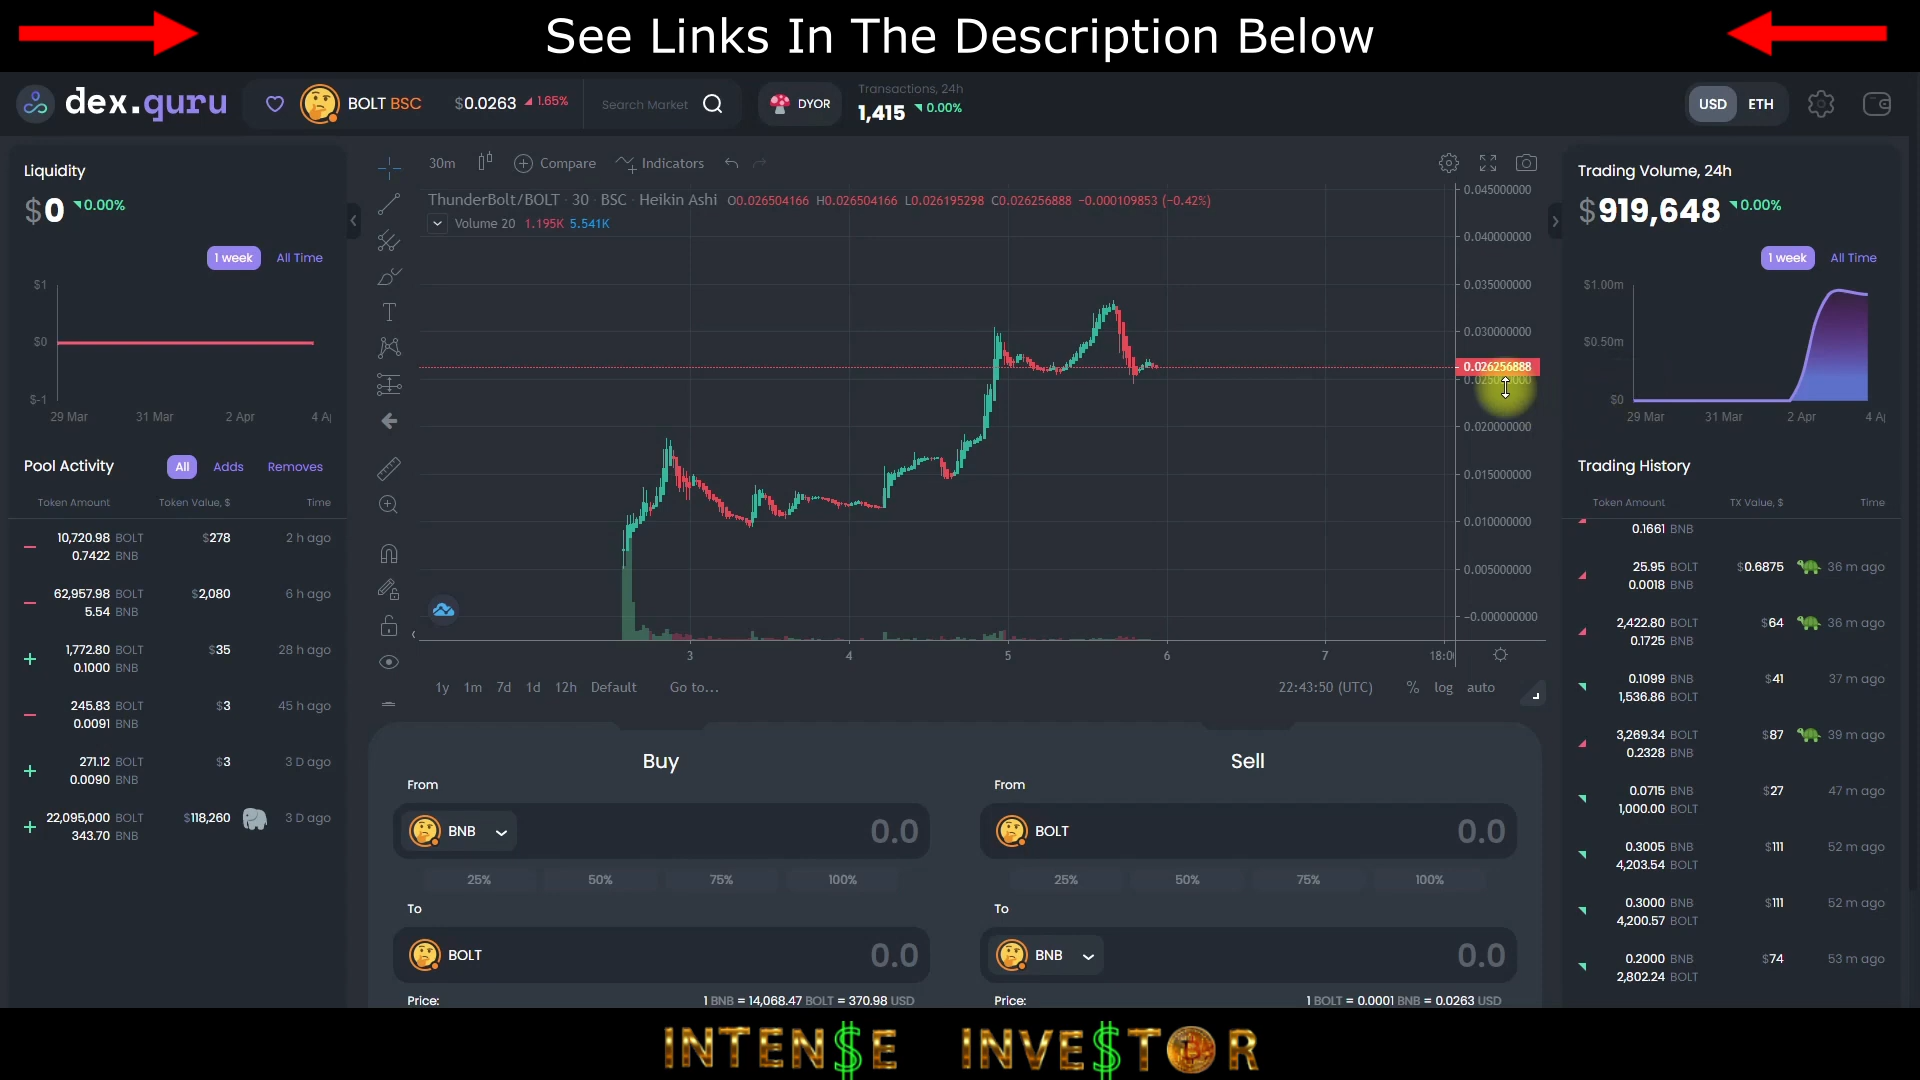 See Links In The Description Below
dex.guru
BOLT BSC $0.0263 1.65%
Search Market
DYOR
Transactions, 24h
1,415 0.00%
USD ETH
Liquidity
$0 0.00%
1 week All Time
$1
$0
$-1
29 Mar 31 Mar 2 Apr
Pool Activity All Adds Removes
Token Amount Token Value, $ Time
10,720.98 BOLT $278 2 h ago
0.7422 BNB
62,957.98 BOLT $2,080 6 h ago
5.54 BNB
1,772.80 BOLT $35 28 h ago
0.1000 BNB
245.83 BOLT $3 45 h ago
0.0091 BNB
271.12 BOLT $3 3 D ago
0.0090 BNB
22,095,000 BOLT $118,260 3 D ago
343.70 BNB
30m Compare Indicators
ThunderBolt/BOLT · 30 · BSC · Heikin Ashi O0.026504166 H0.026504166 L0.026195298 C0.026256888 −0.000109853 (−0.42%)
Volume 20 1.195K 5.541K
0.045000000
0.040000000
0.035000000
0.030000000
0.026256888
0.020000000
0.015000000
0.010000000
0.005000000
−0.000000000
3 4 5 6 7 18:0
1y 1m 7d 1d 12h Default Go to...
22:43:50 (UTC) % log auto
Buy
From
BNB 0.0
25% 50% 75% 100%
To
BOLT 0.0
Price: 1 BNB = 14,068.47 BOLT = 370.98 USD
Sell
From
BOLT 0.0
25% 50% 75% 100%
To
BNB 0.0
Price: 1 BOLT = 0.0001 BNB = 0.0263 USD
Trading Volume, 24h
$919,648 0.00%
1 week All Time
$1.00m
$0.50m
$0
29 Mar 31 Mar 2 Apr
Trading History
Token Amount TX Value, $ Time
0.1661 BNB
25.95 BOLT $0.6875 36 m ago
0.0018 BNB
2,422.80 BOLT $64 36 m ago
0.1725 BNB
0.1099 BNB $41 37 m ago
1,536.86 BOLT
3,269.34 BOLT $87 39 m ago
0.2328 BNB
0.0715 BNB $27 47 m ago
1,000.00 BOLT
0.3005 BNB $111 52 m ago
4,203.54 BOLT
0.3000 BNB $111 52 m ago
4,200.57 BOLT
0.2000 BNB $74 53 m ago
2,802.24 BOLT
INTEN$E INVE$TOR